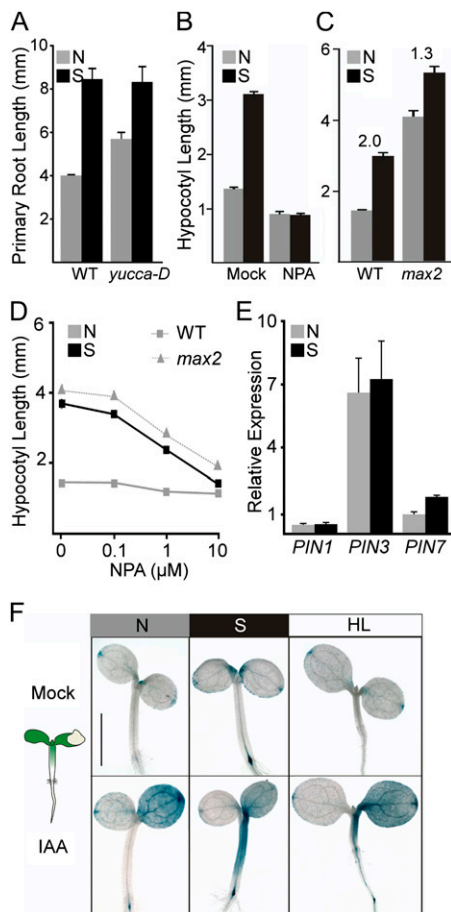 A
N
S
Primary Root Length (mm)
10
8
6
4
2
WT yucca-D
B
N
S
Hypocotyl Length (mm)
4
3
2
1
Mock NPA
C
N
S
6
4
2
2.0
1.3
WT max2
D
N
S
WT
max2
Hypocotyl Length (mm)
6
4
2
0 0.1 1 10
NPA (µM)
E
N
S
Relative Expression
10
7
4
1
PIN1 PIN3 PIN7
F
N S HL
Mock
IAA